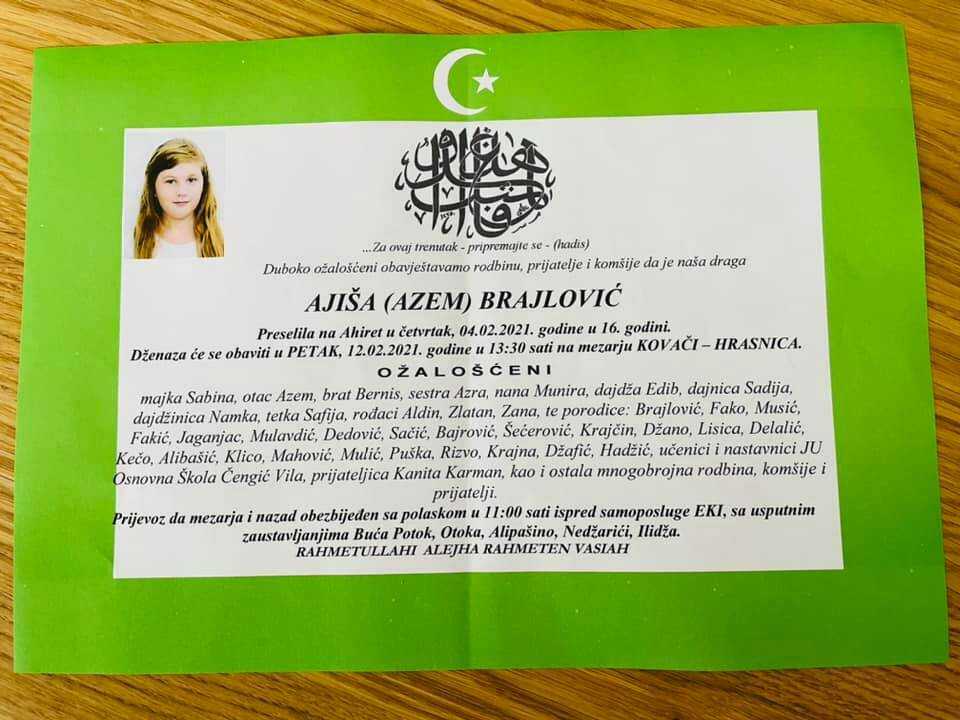 ...Za ovaj trenutak - pripremajte se - (hadis)
Duboko ožalošćeni obavještavamo rodbinu, prijatelje i komšije da je naša draga
AJIŠA (AZEM) BRAJLOVIĆ
Preselila na Ahiret u četvrtak, 04.02.2021. godine u 16. godini.
Dženaza će se obaviti u PETAK, 12.02.2021. godine u 13:30 sati na mezarju KOVAČI – HRASNICA.
OŽALOŠĆENI
majka Sabina, otac Azem, brat Bernis, sestra Azra, nana Munira, dajdža Edib, dajnica Sadija,
dajdžinica Namka, tetka Safija, rođaci Aldin, Zlatan, Zana, te porodice: Brajlović, Fako, Musić,
Fakić, Jaganjac, Mulavdić, Dedović, Sačić, Bajrović, Šećerović, Krajčin, Džano, Lisica, Delalić,
Kečo, Alibašić, Klico, Mahović, Mulić, Puška, Rizvo, Krajna, Džafić, Hadžić, učenici i nastavnici JU
Osnovna Škola Čengić Vila, prijateljica Kanita Karman, kao i ostala mnogobrojna rodbina, komšije i
prijatelji.
Prijevoz da mezarja i nazad obezbijeđen sa polaskom u 11:00 sati ispred samoposluge EKI, sa usputnim
zaustavljanjima Buća Potok, Otoka, Alipašino, Nedžarići, Ilidža.
RAHMETULLAHI ALEJHA RAHMETEN VASIAH